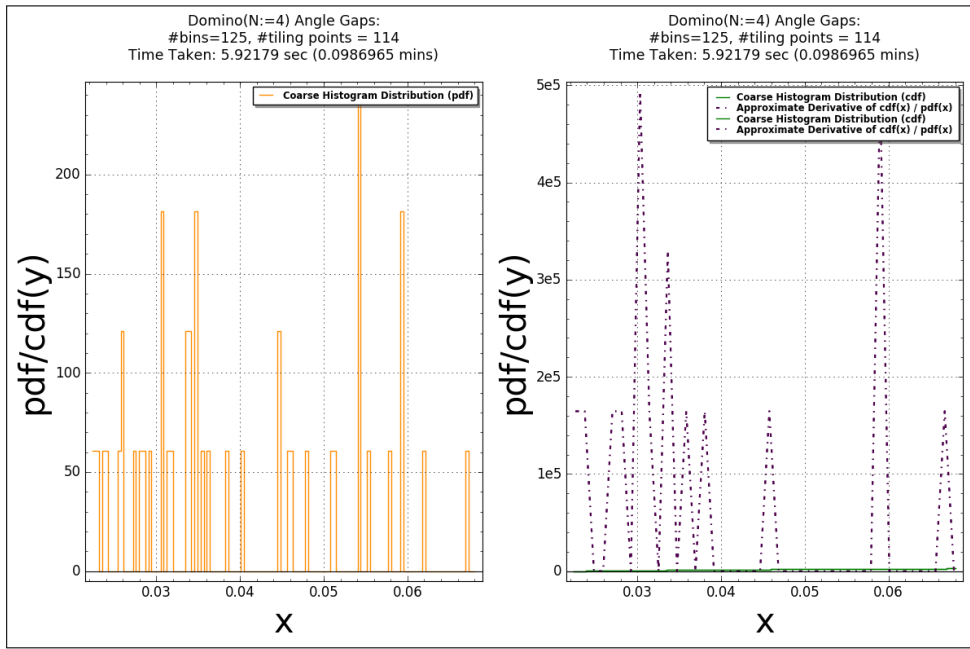 Domino(N:=4) Angle Gaps:
#bins=125, #tiling points = 114
Time Taken: 5.92179 sec (0.0986965 mins)
Coarse Histogram Distribution (pdf)
pdf/cdf(y)
200
150
100
50
0
0.03
0.04
0.05
0.06
x
Domino(N:=4) Angle Gaps:
#bins=125, #tiling points = 114
Time Taken: 5.92179 sec (0.0986965 mins)
Coarse Histogram Distribution (cdf)
Approximate Derivative of cdf(x) / pdf(x)
Coarse Histogram Distribution (cdf)
Approximate Derivative of cdf(x) / pdf(x)
pdf/cdf(y)
5e5
4e5
3e5
2e5
1e5
0
0.03
0.04
0.05
0.06
x